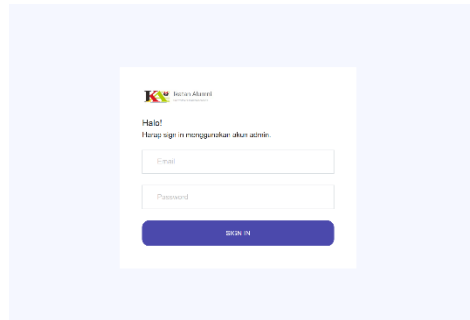 Ikatan Alumni
Halo!
Harap sign in menggunakan akun admin.
Email
Password
SIGN IN